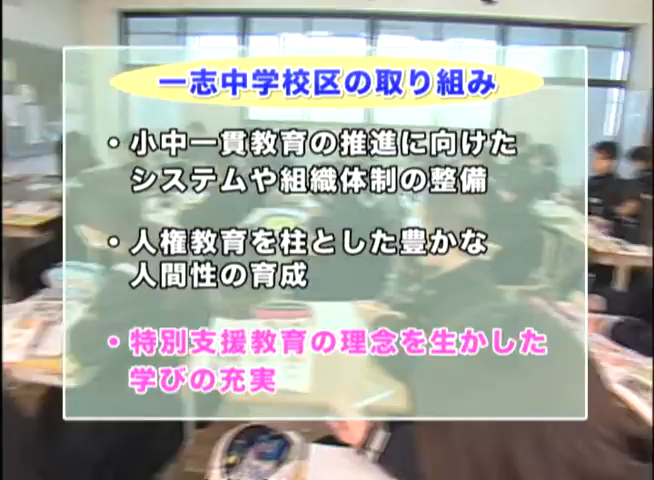 一志中学校区の取り組み
・小中一貫教育の推進に向けた
システムや組織体制の整備
・人権教育を柱とした豊かな
人間性の育成
・特別支援教育の理念を生かした
学びの充実